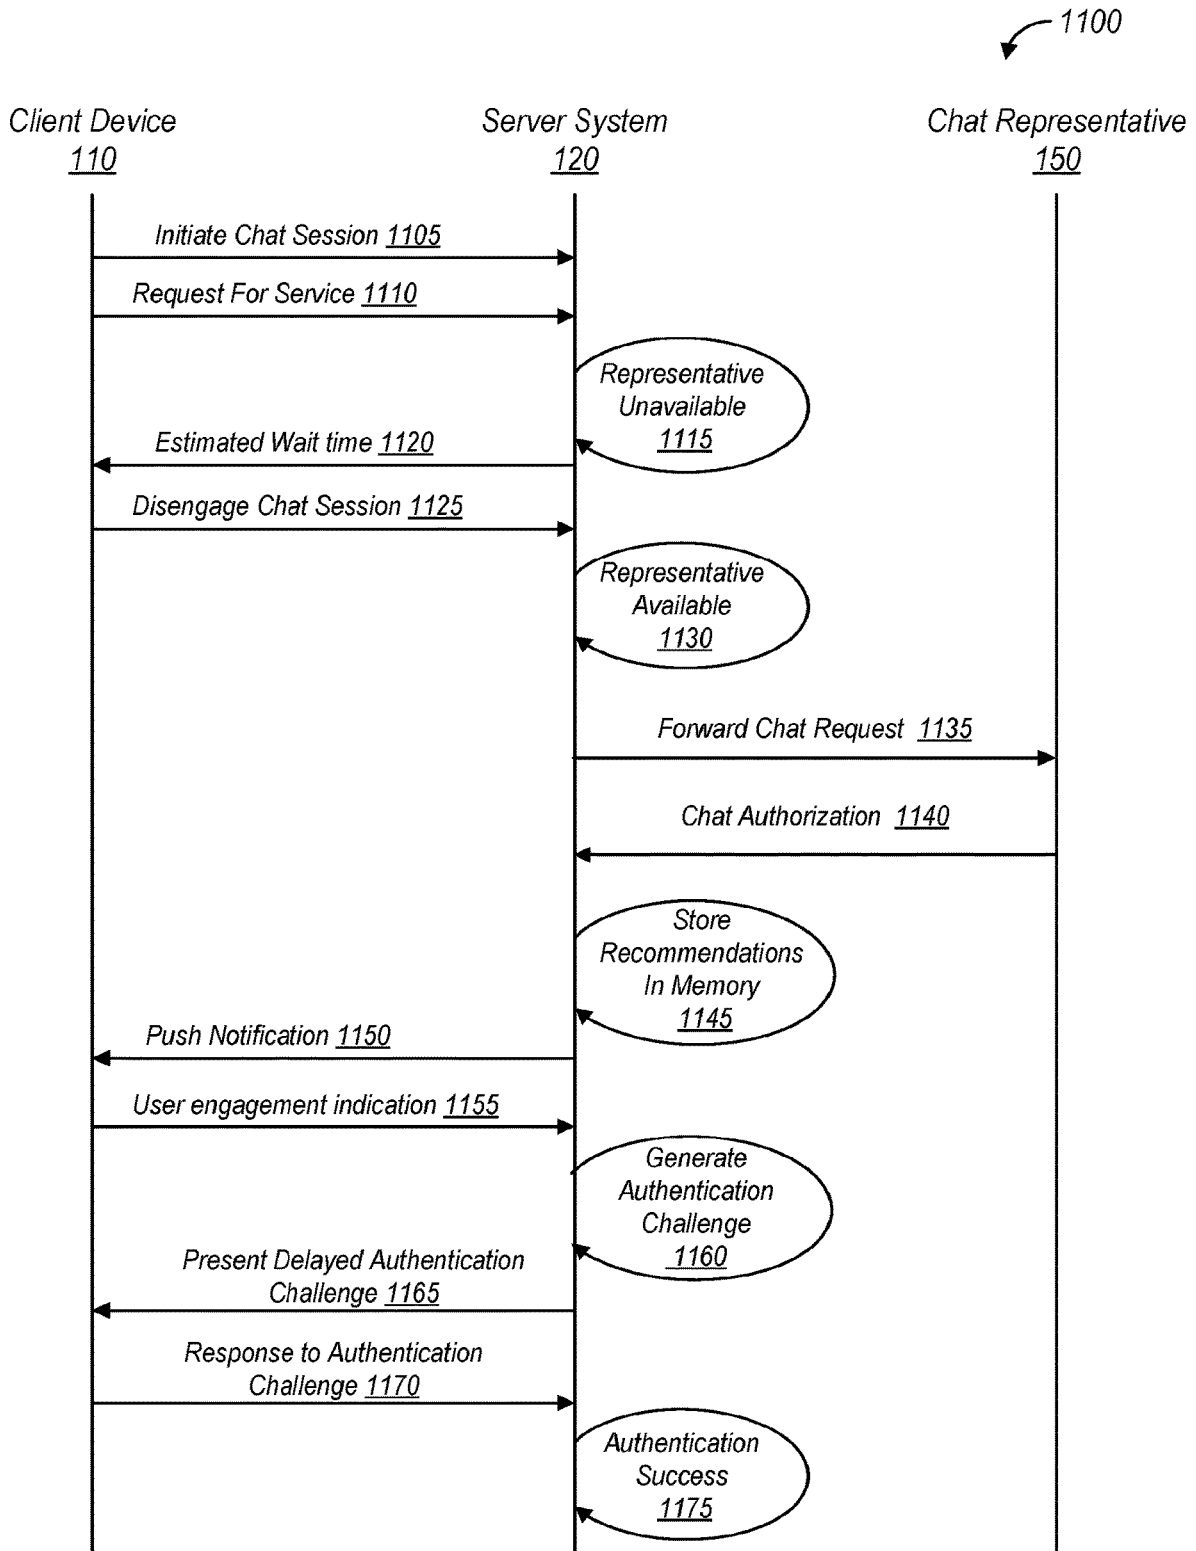 1100
Client Device
110
Server System
120
Chat Representative
150
Initiate Chat Session 1105
Request For Service 1110
Representative
Unavailable
1115
Estimated Wait time 1120
Disengage Chat Session 1125
Representative
Available
1130
Forward Chat Request 1135
Chat Authorization 1140
Store
Recommendations
In Memory
1145
Push Notification 1150
User engagement indication 1155
Generate
Authentication
Challenge
1160
Present Delayed Authentication
Challenge 1165
Response to Authentication
Challenge 1170
Authentication
Success
1175